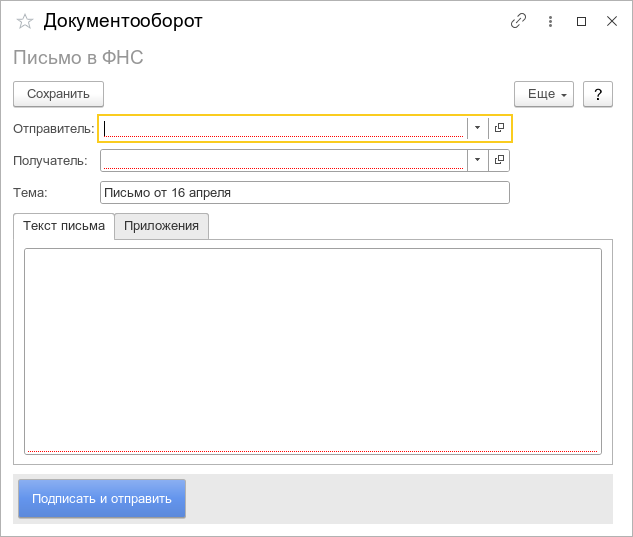 Документооборот
Письмо в ФНС
Сохранить
Еще
?
Отправитель:
Получатель:
Тема: Письмо от 16 апреля
Текст письма Приложения
Подписать и отправить